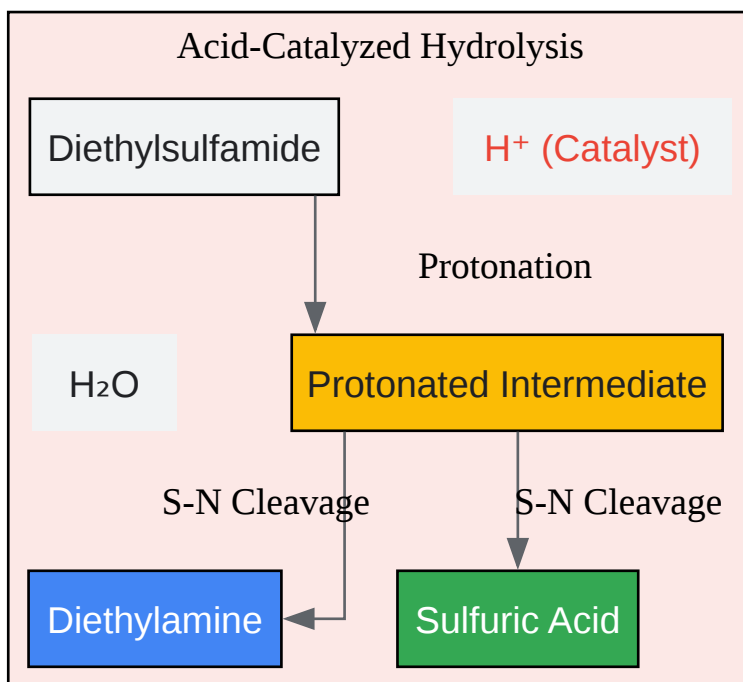 Acid-Catalyzed Hydrolysis
Diethylsulfamide
H⁺ (Catalyst)
Protonation
H₂O
Protonated Intermediate
S-N Cleavage
S-N Cleavage
Diethylamine
Sulfuric Acid